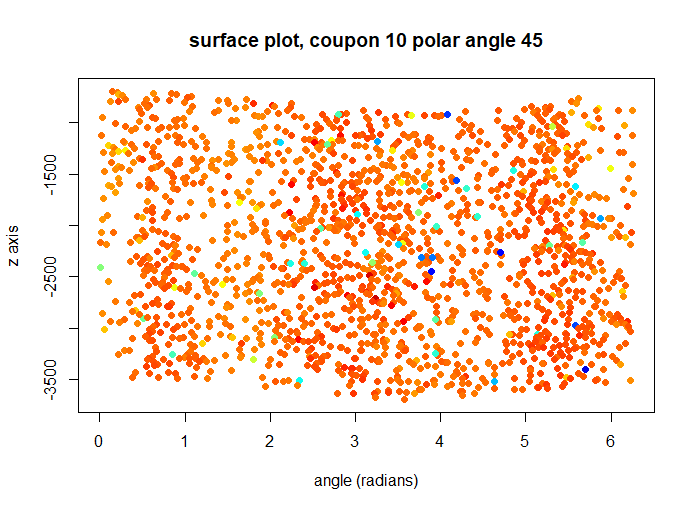 surface plot, coupon 10 polar angle 45
z axis
-1500
-2500
-3500
0 1 2 3 4 5 6
angle (radians)